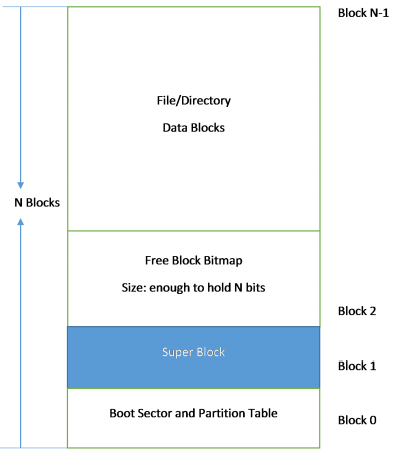 Block N-1
File/Directory
Data Blocks
N Blocks
Free Block Bitmap
Size: enough to hold N bits
Block 2
Super Block
Block 1
Boot Sector and Partition Table
Block 0